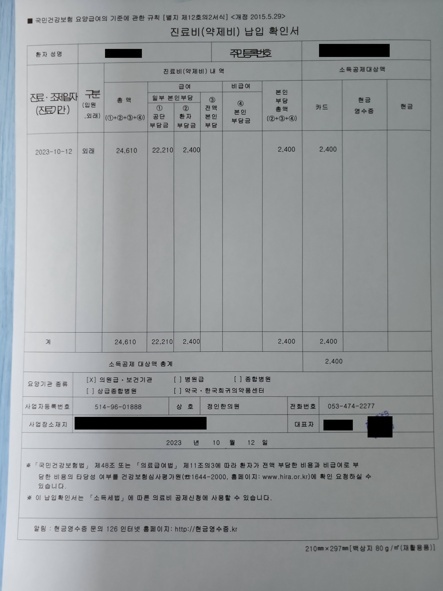 ■ 국민건강보험 요양급여의 기준에 관한 규칙 [별지 제12호의2서식] <개정 2015.5.29>
진료비(약제비) 납입 확인서
환자 성명
주민등록번호
진료·조제일자
(진료기간)
구분
(입원
,외래)
진료비(약제비) 내 역
소득공제대상액
급여
비급여
일부 본인부담
총 액
(①+②+③+④)
①
공단
부담금
②
환자
부담금
③
전액
본인
부담
④
본인
부담금
본인
부담
총액
(②+③+④)
카드
현금
영수증
현금
2023-10-12 외래 24,610 22,210 2,400 2,400 2,400
계 24,610 22,210 2,400 2,400 2,400
소득공제 대상액 총계 2,400
요양기관 종류 [X] 의원급·보건기관 [ ] 병원급 [ ] 종합병원
[ ] 상급종합병원 [ ] 약국·한국희귀의약품센터
사업자등록번호 514-96-01888 상 호 경인한의원 전화번호 053-474-2277
사업장소재지 대표자
2023 년 10 월 12 일
※「국민건강보험법」 제48조 또는 「의료급여법」 제11조의3에 따라 환자가 전액 부담한 비용과 비급여로 부
담한 비용의 타당성 여부를 건강보험심사평가원(☎1644-2000, 홈페이지: www.hira.or.kr)에 확인 요청하실 수
있습니다.
※ 이 납입확인서는 「소득세법」에 따른 의료비 공제신청에 사용할 수 있습니다.
알림 : 현금영수증 문의 126 인터넷 홈페이지: http://현금영수증.kr
210㎜×297㎜[백상지 80ｇ/㎡(재활용품)]